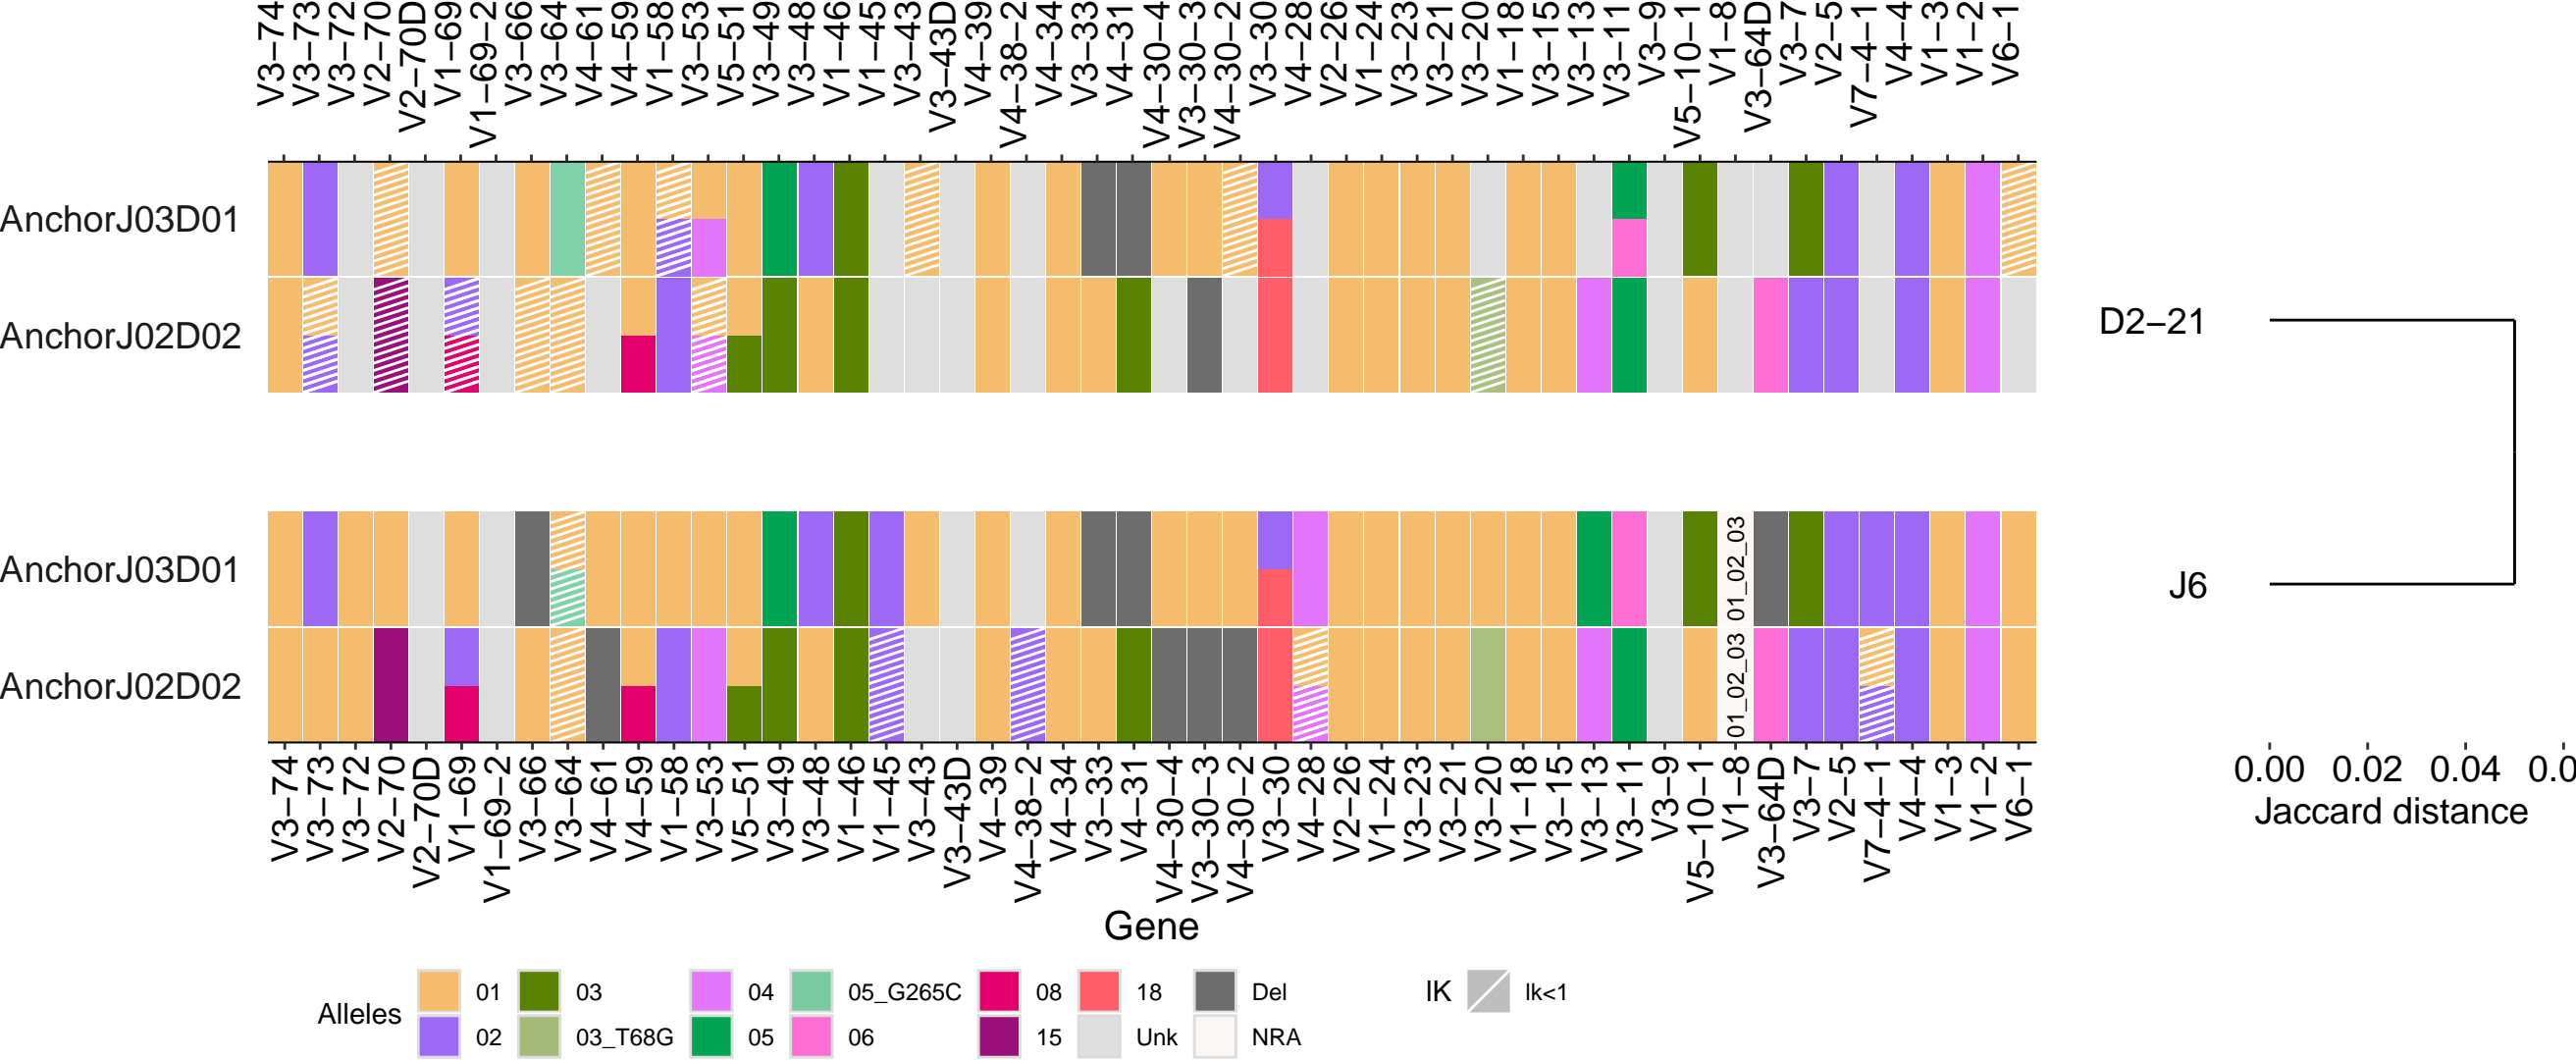 V3−74 V3−73 V3−72 V2−70 V2−70D V1−69 V1−69−2 V3−66 V3−64 V4−61 V4−59 V1−58 V3−53 V5−51 V3−49 V3−48 V1−46 V1−45 V3−43 V3−43D V4−39 V4−38−2 V4−34 V3−33 V4−31 V4−30−4 V3−30−3 V4−30−2 V3−30 V4−28 V2−26 V1−24 V3−23 V3−21 V3−20 V1−18 V3−15 V3−13 V3−11 V3−9 V5−10−1 V1−8 V3−64D V3−7 V2−5 V7−4−1 V4−4 V1−3 V1−2 V6−1
AnchorJ03D01
AnchorJ02D02
D2−21
AnchorJ03D01
01_02_03
J6
AnchorJ02D02
01_02_03
V3−74 V3−73 V3−72 V2−70 V2−70D V1−69 V1−69−2 V3−66 V3−64 V4−61 V4−59 V1−58 V3−53 V5−51 V3−49 V3−48 V1−46 V1−45 V3−43 V3−43D V4−39 V4−38−2 V4−34 V3−33 V4−31 V4−30−4 V3−30−3 V4−30−2 V3−30 V4−28 V2−26 V1−24 V3−23 V3−21 V3−20 V1−18 V3−15 V3−13 V3−11 V3−9 V5−10−1 V1−8 V3−64D V3−7 V2−5 V7−4−1 V4−4 V1−3 V1−2 V6−1
0.00 0.02 0.04
Jaccard distance
Gene
Alleles
01 03 04 05_G265C 08 18 Del
02 03_T68G 05 06 15 Unk NRA
IK lk<1